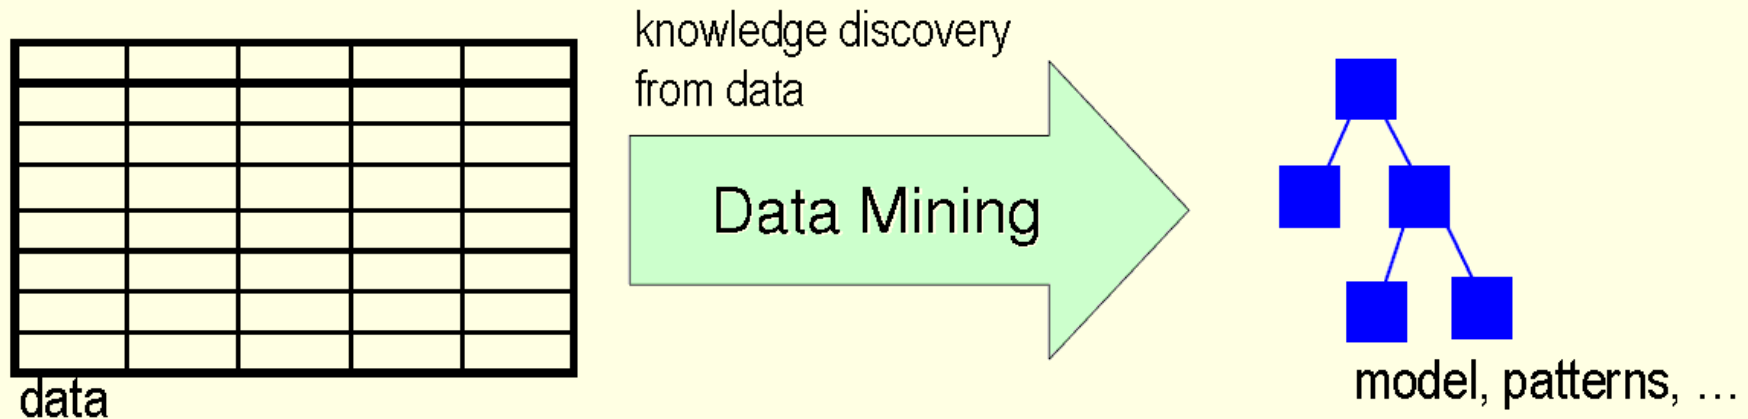 knowledge discovery
from data
Data Mining
data
model, patterns, …